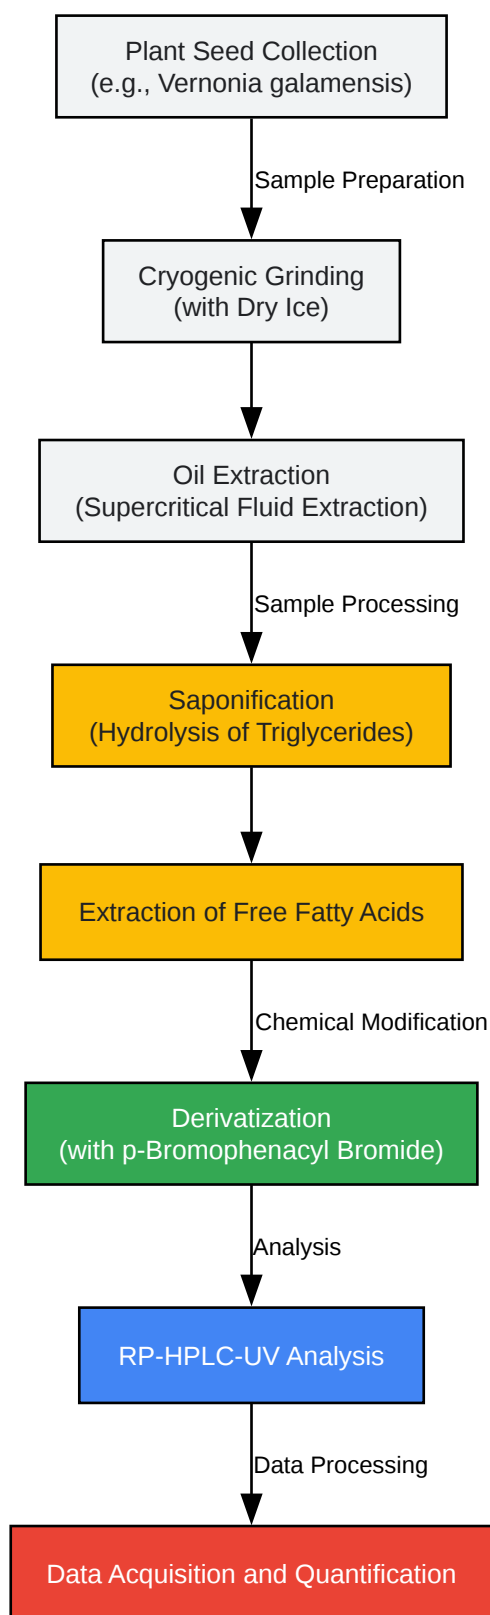 Plant Seed Collection
(e.g., Vernonia galamensis)
Sample Preparation
Cryogenic Grinding
(with Dry Ice)
Oil Extraction
(Supercritical Fluid Extraction)
Sample Processing
Saponification
(Hydrolysis of Triglycerides)
Extraction of Free Fatty Acids
Chemical Modification
Derivatization
(with p-Bromophenacyl Bromide)
Analysis
RP-HPLC-UV Analysis
Data Processing
Data Acquisition and Quantification